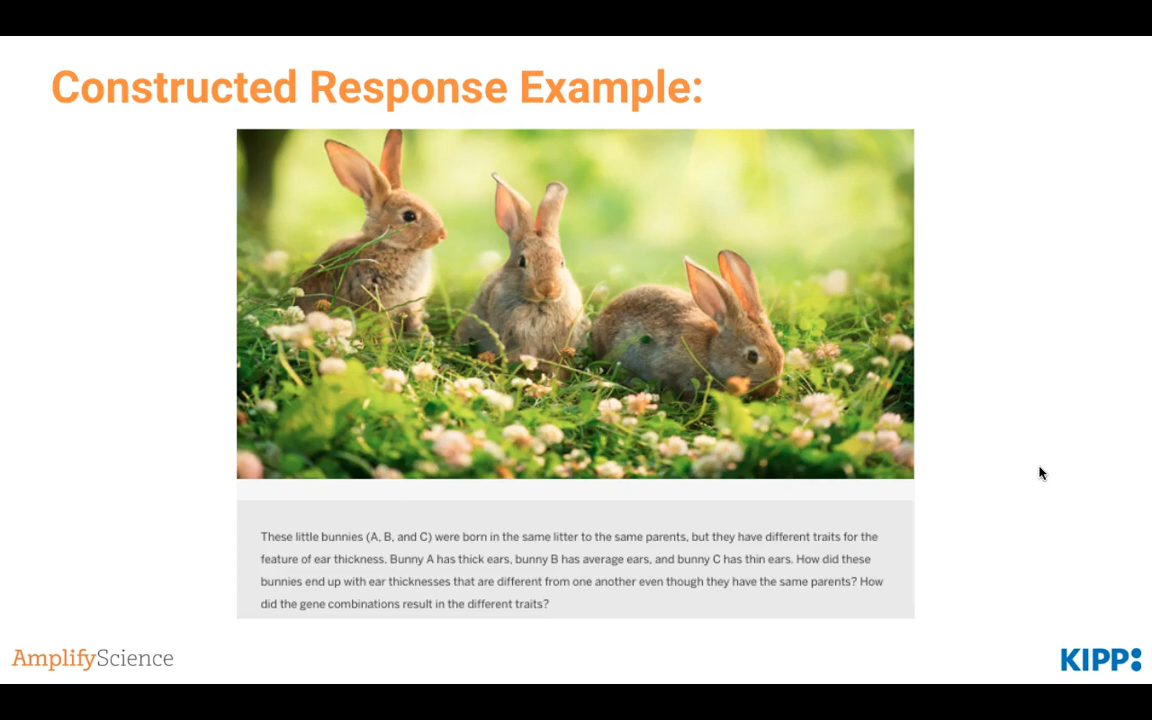 Constructed Response Example:
These little bunnies (A, B, and C) were born in the same litter to the same parents, but they have different traits for the
feature of ear thickness. Bunny A has thick ears, bunny B has average ears, and bunny C has thin ears. How did these
bunnies end up with ear thicknesses that are different from one another even though they have the same parents? How
did the gene combinations result in the different traits?
AmplifyScience
KIPP: